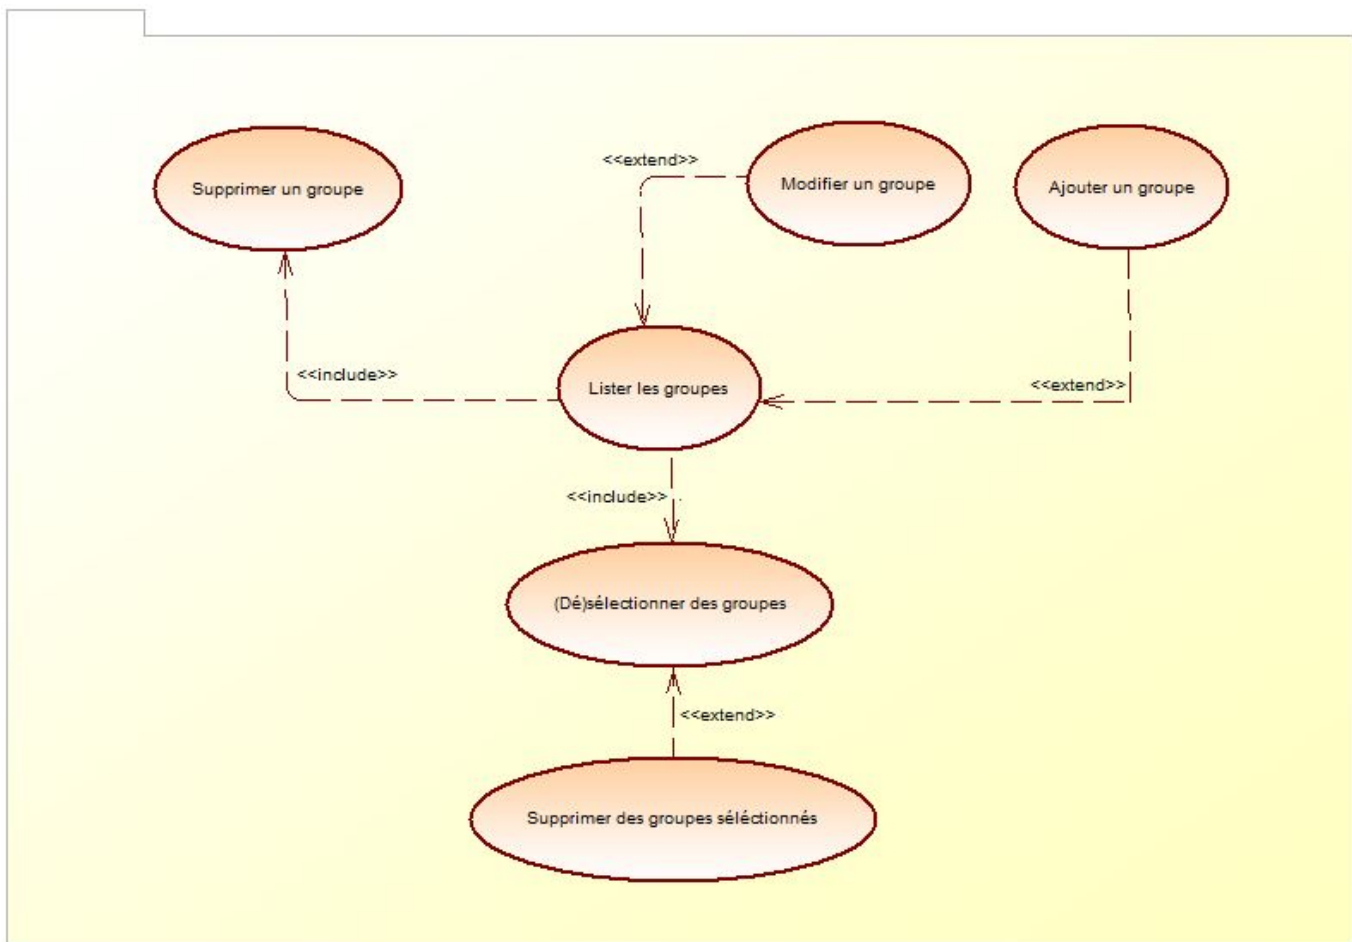 <<extend>>
Modifier un groupe
Ajouter un groupe
Supprimer un groupe
<<include>>
Lister les groupes
<<extend>>
<<include>>
(Dé)sélectionner des groupes
<<extend>>
Supprimer des groupes séléctionnés